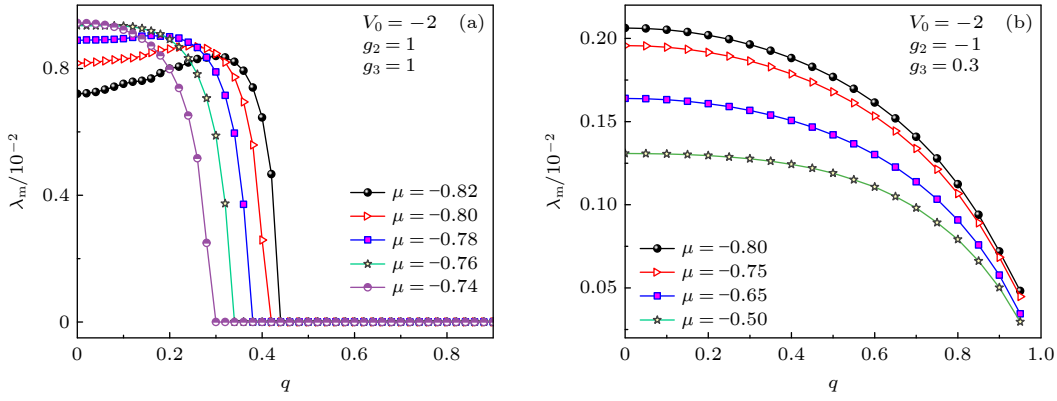 V₀ = −2 (a)
g₂ = 1
g₃ = 1
λₘ/10⁻²
0.8
0.4
0
μ = −0.82
μ = −0.80
μ = −0.78
μ = −0.76
μ = −0.74
0 0.2 0.4 0.6 0.8
q
V₀ = −2 (b)
g₂ = −1
g₃ = 0.3
λₘ/10⁻²
0.20
0.15
0.10
0.05
μ = −0.80
μ = −0.75
μ = −0.65
μ = −0.50
0 0.2 0.4 0.6 0.8 1.0
q